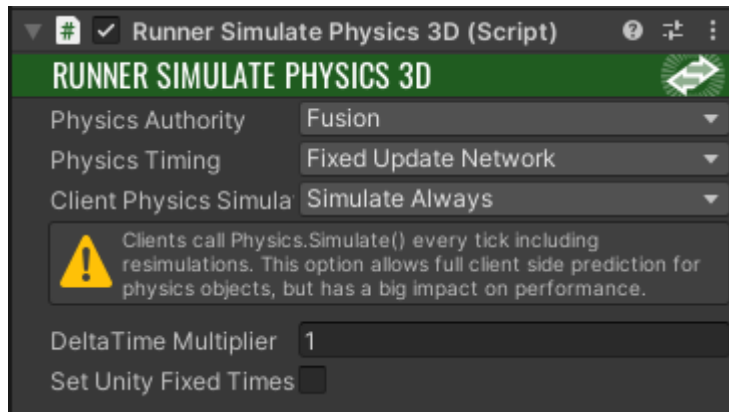 Runner Simulate Physics 3D (Script)
RUNNER SIMULATE PHYSICS 3D
Physics Authority Fusion
Physics Timing Fixed Update Network
Client Physics Simula Simulate Always
Clients call Physics.Simulate() every tick including
resimulations. This option allows full client side prediction for
physics objects, but has a big impact on performance.
DeltaTime Multiplier 1
Set Unity Fixed Times